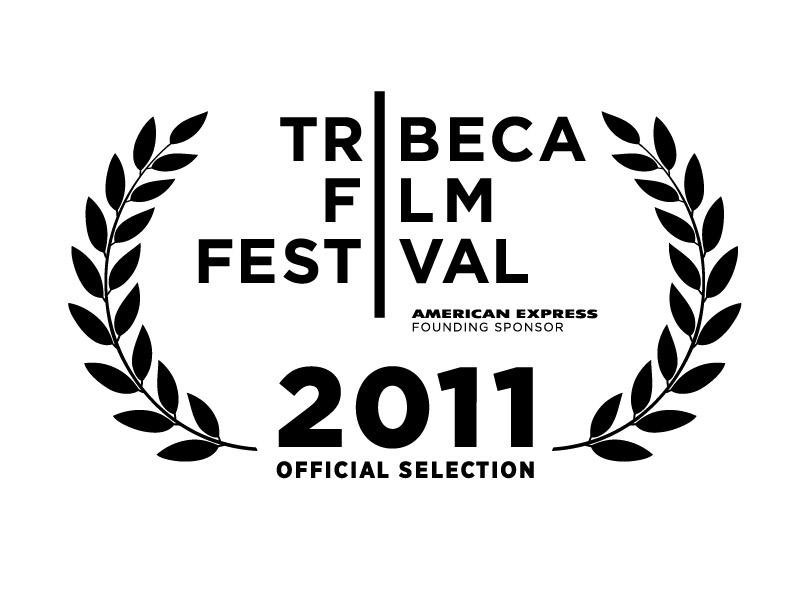 TRIBECA
FILM
FESTIVAL
AMERICAN EXPRESS
FOUNDING SPONSOR
2011
OFFICIAL SELECTION